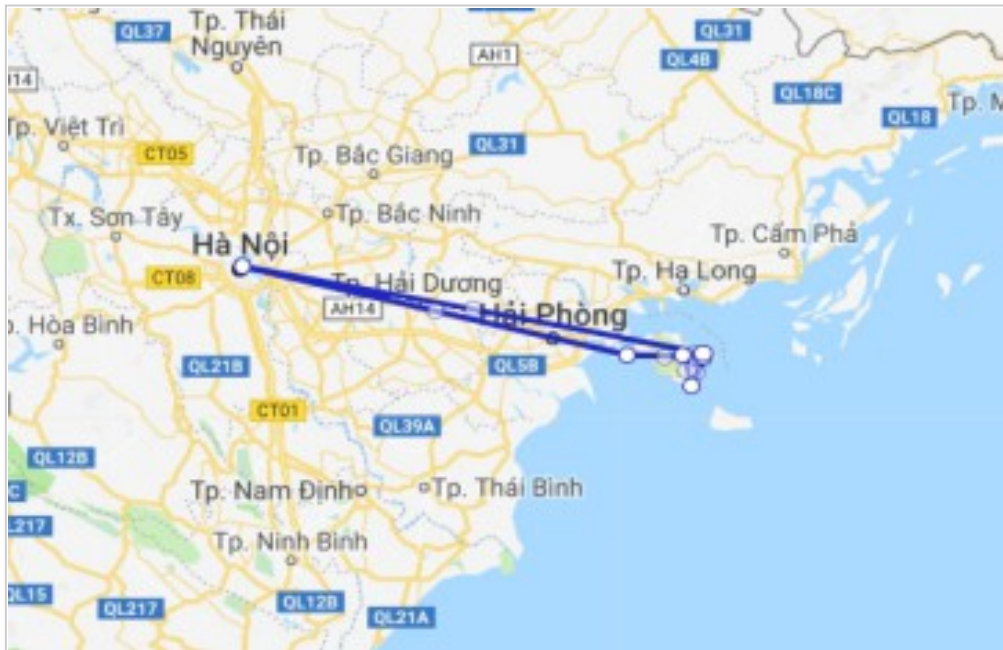 Tp. Thái
Nguyên
QL37
AH1
QL31
QL4B
QL18C
QL18
Tp. M
H14
Tp. Việt Trì
CT05
Tp. Bắc Giang
QL31
Tx. Sơn Tây
Tp. Bắc Ninh
Tp. Cẩm Phả
Hà Nội
CT08
Tp. Hải Dương
Tp. Hạ Long
AH14
Hải Phòng
p. Hòa Bình
QL21B
QL5B
CT01
QL39A
QL12B
C
Tp. Nam Định
Tp. Thái Bình
L217
Tp. Ninh Bình
QL15
QL217
QL12B
QL21A